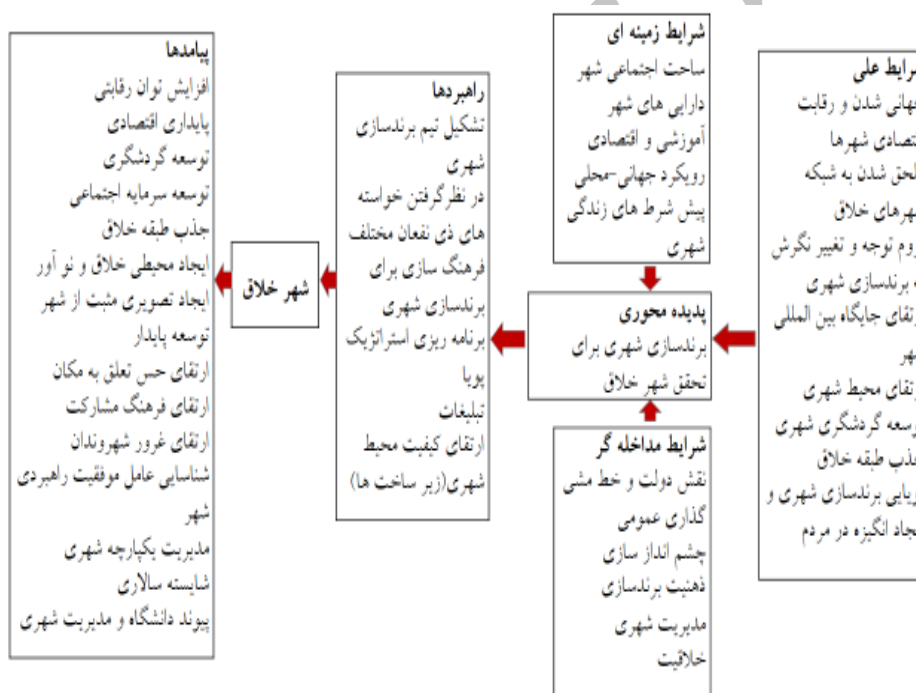 شرایط زمینه ای
ساحت اجتماعی شهر
دارایی های شهر
آموزشی و اقتصادی
رویکرد جهانی-محلی
پیش شرط های زندگی
شهری
شرایط علی
جهانی شدن و رقابت
اقتصادی شهرها
ملحق شدن به شبکه
شهرهای خلاق
لزوم توجه و تغییر نگرش
برندسازی شهری
ارتقای جایگاه بین المللی
شهر
ارتقای محیط شهری
توسعه گردشگری شهری
جذب طبقه خلاق
پویایی برندسازی شهری و
ایجاد انگیزه در مردم
پدیده محوری
برندسازی شهری برای
تحقق شهر خلاق
شرایط مداخله گر
نقش دولت و خط مشی
گذاری عمومی
چشم انداز سازی
ذهنیت برندسازی
مدیریت شهری
خلاقیت
راهبردها
تشکیل تیم برندسازی
شهری
در نظرگرفتن خواسته
های ذی نفعان مختلف
فرهنگ سازی برای
برندسازی شهری
برنامه ریزی استراتژیک
پویا
تبلیغات
ارتقای کیفیت محیط
شهری(زیر ساخت ها)
شهر خلاق
پیامدها
افزایش توان رقابتی
پایداری اقتصادی
توسعه گردشگری
توسعه سرمایه اجتماعی
جذب طبقه خلاق
ایجاد محیطی خلاق و نو آور
ایجاد تصویری مثبت از شهر
توسعه پایدار
ارتقای حس تعلق به مکان
ارتقای فرهنگ مشارکت
ارتقای غرور شهروندان
شناسایی عامل موفقیت راهبردی
شهر
مدیریت یکپارچه شهری
شایسته سالاری
پیوند دانشگاه و مدیریت شهری